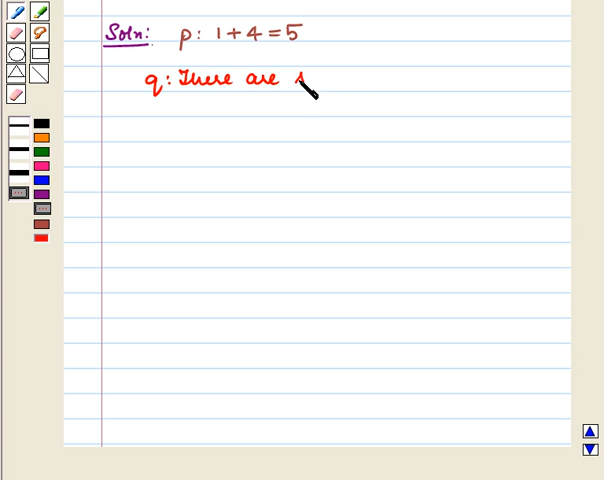 Soln: p: 1 + 4 = 5
q: There are